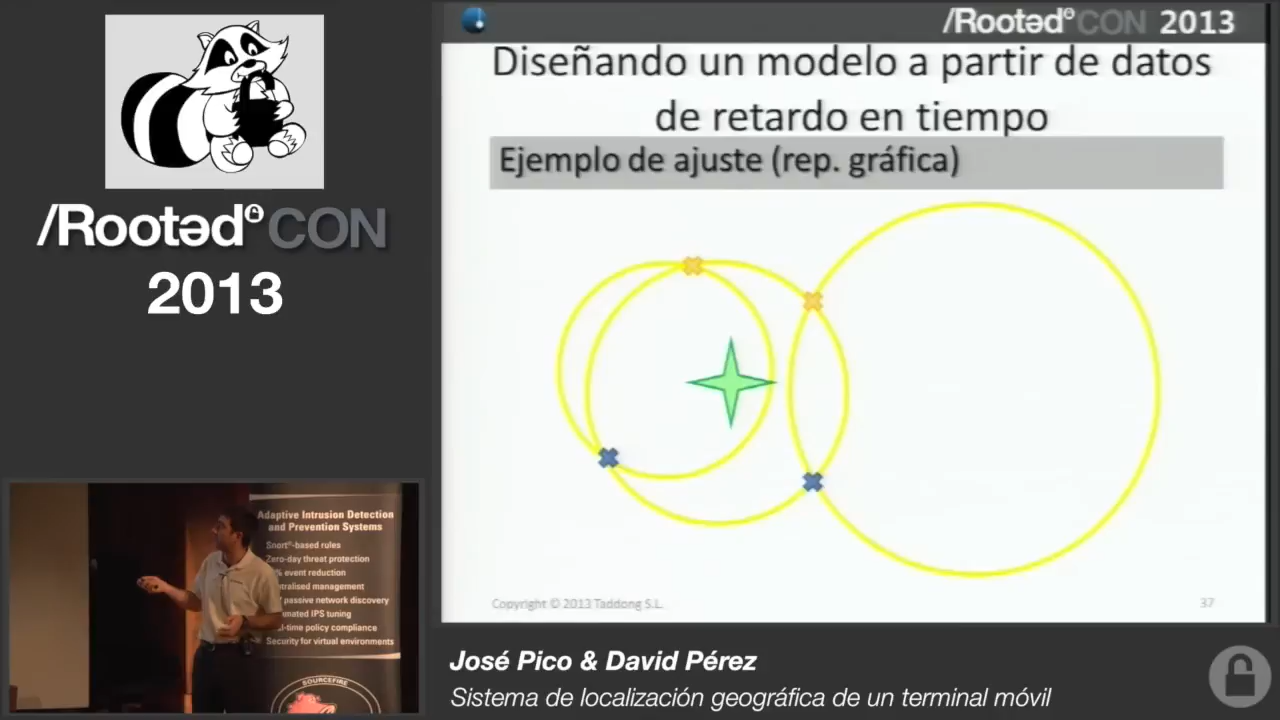 /Rootəd CON
2013
/Rootəd CON 2013
Diseñando un modelo a partir de datos
de retardo en tiempo
Ejemplo de ajuste (rep. gráfica)
Copyright © 2013 Taddong S.L.
37
Adaptive Intrusion Detection
and Prevention Systems
Snort®-based rules
Zero-day threat protection
event reduction
management
passive network discovery
IPS tuning
policy compliance
Security for virtual environments
SOURCEFIRE
José Pico & David Pérez
Sistema de localización geográfica de un terminal móvil